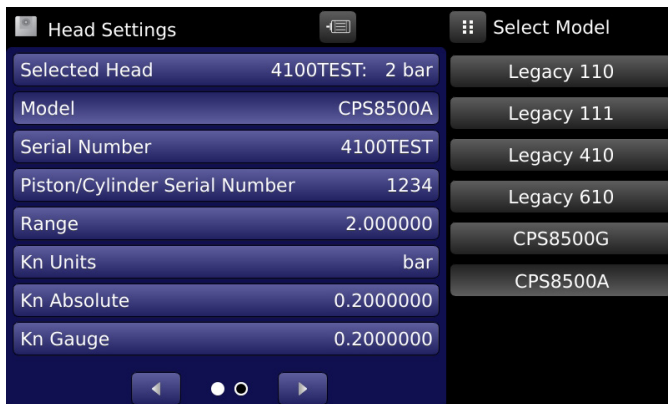 Head Settings
Selected Head 4100TEST: 2 bar
Model CPS8500A
Serial Number 4100TEST
Piston/Cylinder Serial Number 1234
Range 2.000000
Kn Units bar
Kn Absolute 0.2000000
Kn Gauge 0.2000000
Select Model
Legacy 110
Legacy 111
Legacy 410
Legacy 610
CPS8500G
CPS8500A